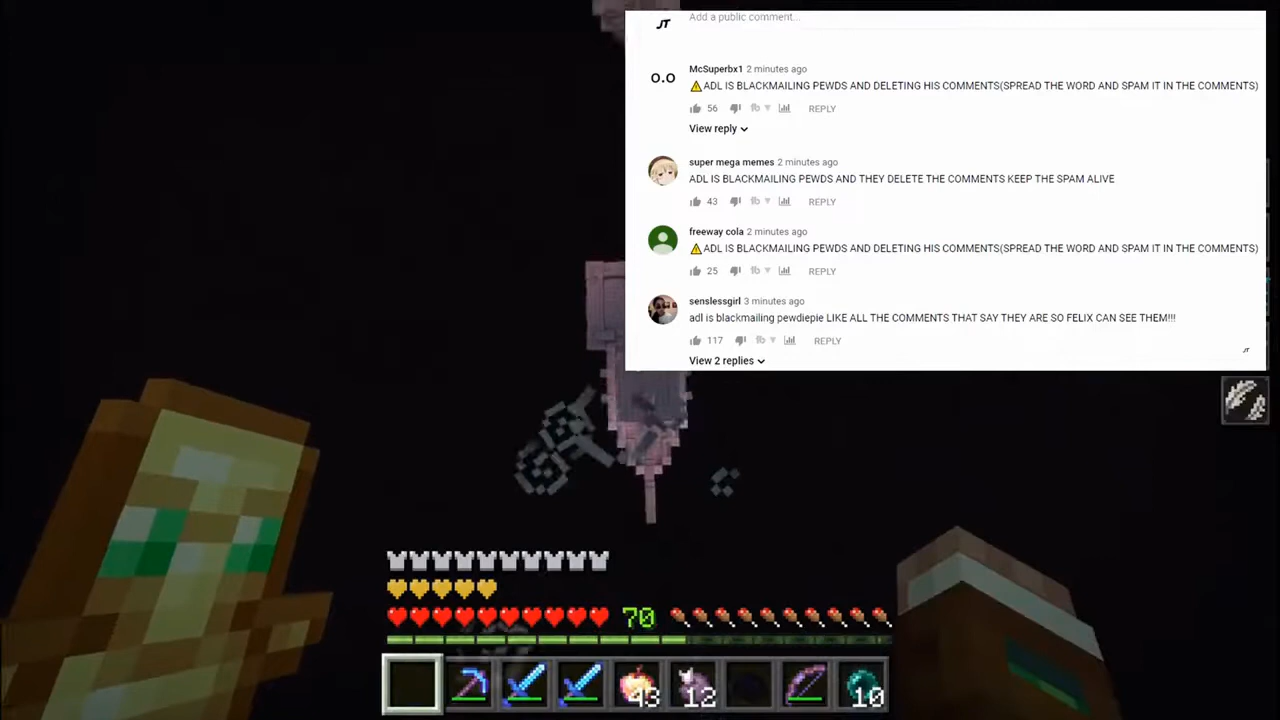 JT
Add a public comment...
O.O
McSuperbx1 2 minutes ago
⚠ADL IS BLACKMAILING PEWDS AND DELETING HIS COMMENTS(SPREAD THE WORD AND SPAM IT IN THE COMMENTS)
56 REPLY
View reply
super mega memes 2 minutes ago
ADL IS BLACKMAILING PEWDS AND THEY DELETE THE COMMENTS KEEP THE SPAM ALIVE
43 REPLY
freeway cola 2 minutes ago
⚠ADL IS BLACKMAILING PEWDS AND DELETING HIS COMMENTS(SPREAD THE WORD AND SPAM IT IN THE COMMENTS)
25 REPLY
senslessgirl 3 minutes ago
adl is blackmailing pewdiepie LIKE ALL THE COMMENTS THAT SAY THEY ARE SO FELIX CAN SEE THEM!!!
117 REPLY
JT
View 2 replies
70
43 12 10